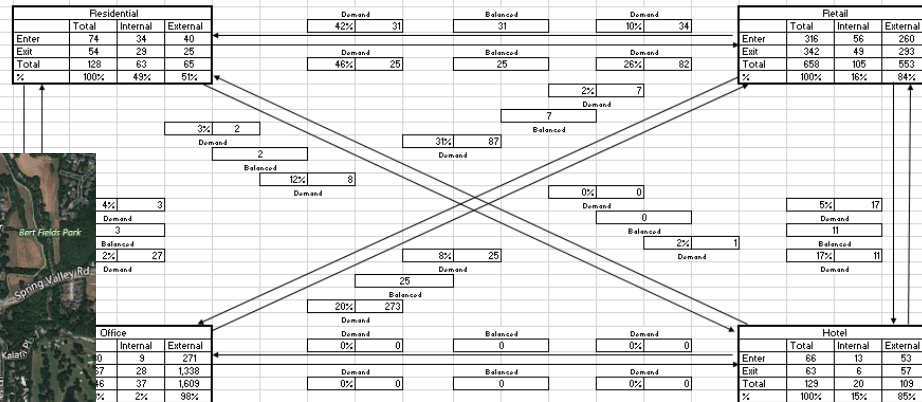 Residential
Total Internal External
Enter 74 34 40
Exit 54 29 25
Total 128 63 65
% 100% 49% 51%
Demand Balanced Demand
42% 31 31 10% 34
Demand Balanced Demand
46% 25 25 26% 82
Retail
Total Internal External
Enter 316 56 260
Exit 342 49 293
Total 658 105 553
% 100% 16% 84%
2% 7
Demand
7
Balanced
31% 87
Demand
3% 2
Demand
2
Balanced
12% 8
Demand
0% 0
Demand
0
Balanced
2% 1
Demand
4% 3
Demand
3
Balanced
2% 27
Demand
5% 17
Demand
11
Balanced
17% 11
Demand
8% 25
Demand
25
Balanced
20% 273
Demand
Bert Fields Park
Spring Valley Rd
Kalani Pl
Office
Internal External
0 9 271
67 28 1,338
46 37 1,609
% 2% 98%
Demand Balanced Demand
0% 0 0 0% 0
Demand Balanced Demand
0% 0 0 0% 0
Hotel
Total Internal External
Enter 66 13 53
Exit 63 6 57
Total 129 20 109
% 100% 15% 85%